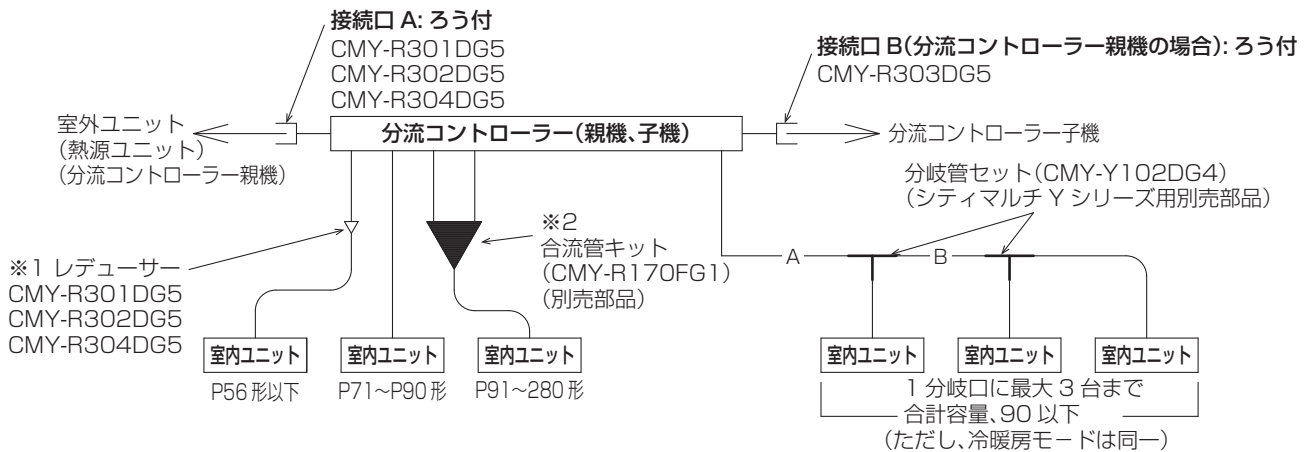 接続口 A: ろう付
CMY-R301DG5
CMY-R302DG5
CMY-R304DG5
接続口 B(分流コントローラー親機の場合): ろう付
CMY-R303DG5
室外ユニット
(熱源ユニット)
(分流コントローラー親機)
分流コントローラー(親機、子機)
分流コントローラー子機
分岐管セット(CMY-Y102DG4)
(シティマルチ Y シリーズ用別売部品)
※1 レデューサー
CMY-R301DG5
CMY-R302DG5
CMY-R304DG5
※2
合流管キット
(CMY-R170FG1)
(別売部品)
A
B
室内ユニット
P56 形以下
室内ユニット
P71~P90 形
室内ユニット
P91~280 形
室内ユニット
室内ユニット
室内ユニット
1 分岐口に最大 3 台まで
合計容量、90 以下
(ただし、冷暖房モードは同一)